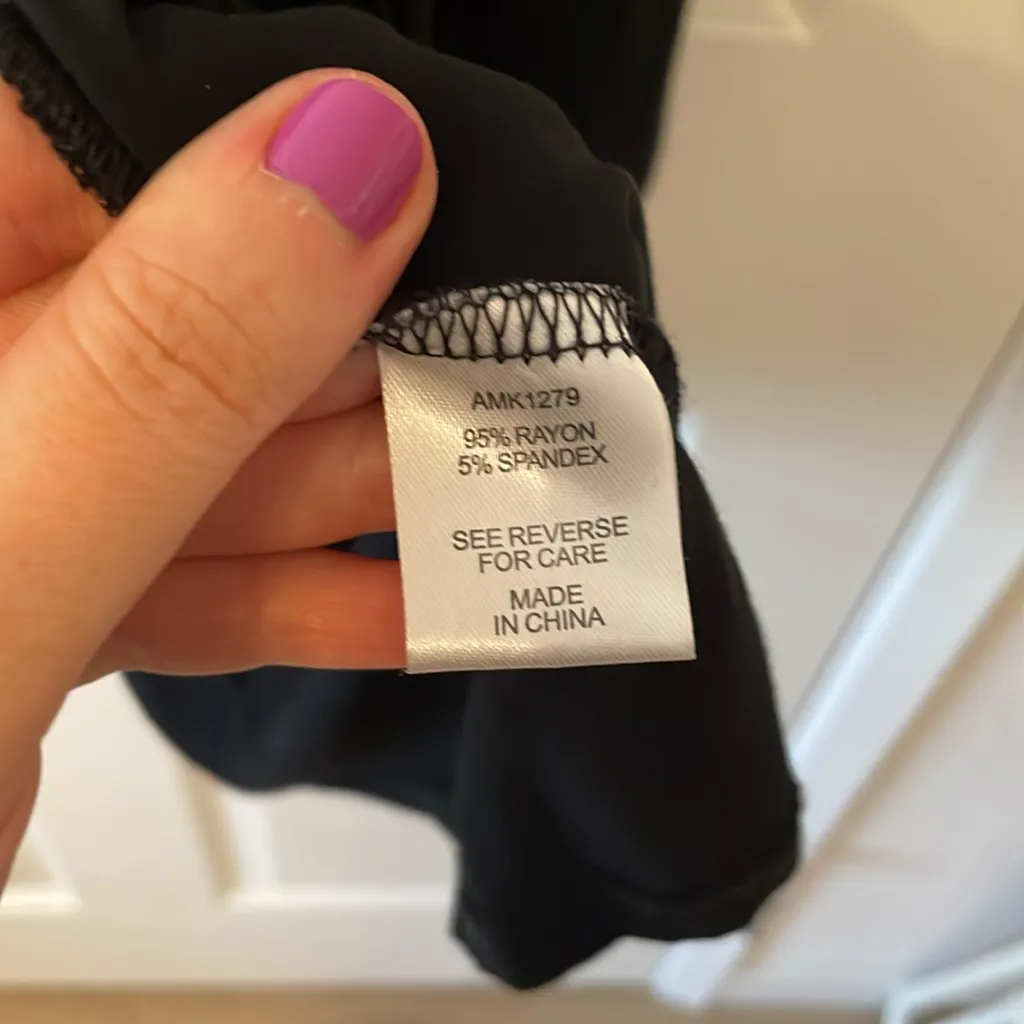 AMK1279
95% RAYON
5% SPANDEX
SEE REVERSE
FOR CARE
MADE
IN CHINA